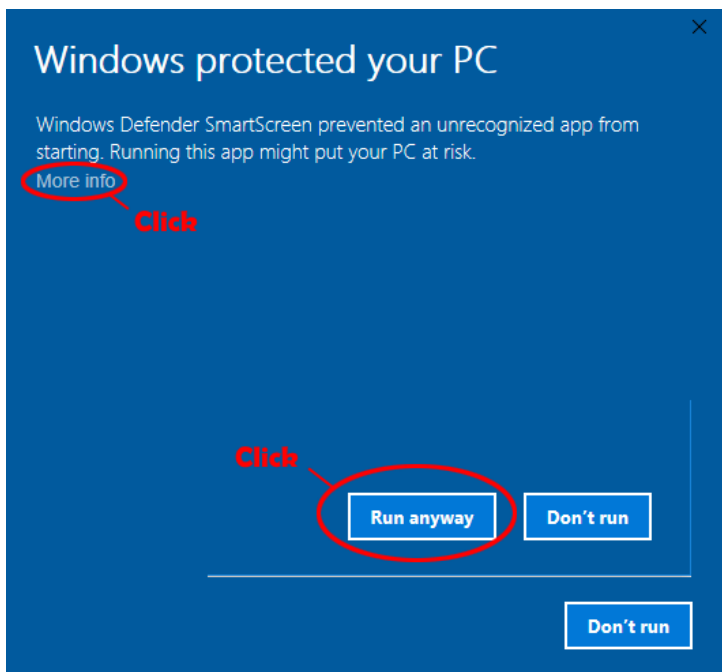 Windows protected your PC
Windows Defender SmartScreen prevented an unrecognized app from
starting. Running this app might put your PC at risk.
More info
Click
Click
Run anyway
Don't run
Don't run